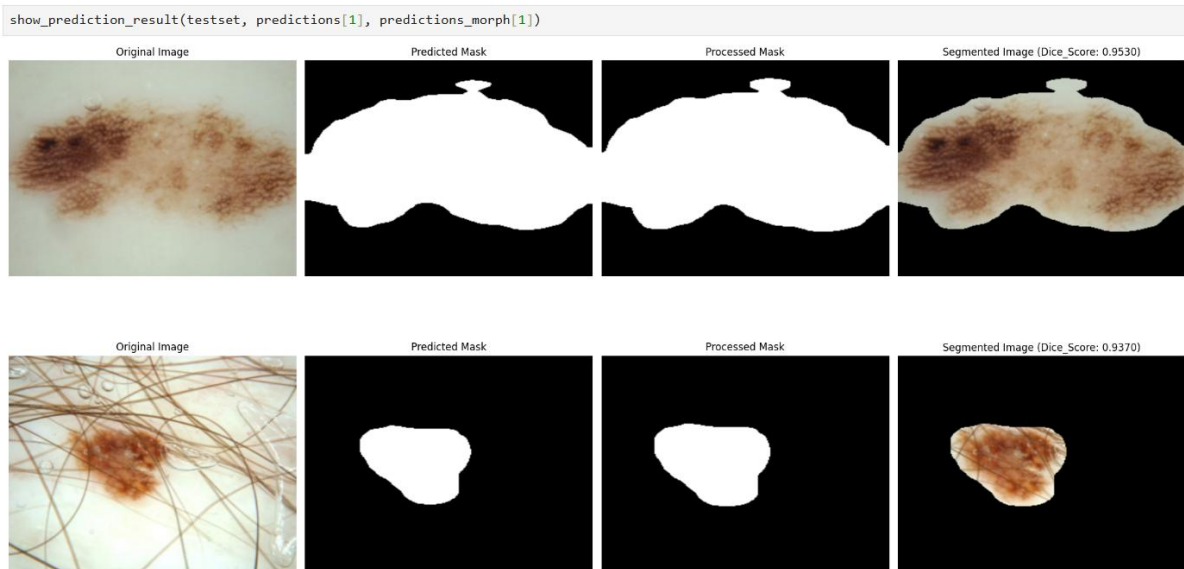 show_prediction_result(testset, predictions[1], predictions_morph[1])
Original Image Predicted Mask Processed Mask Segmented Image (Dice_Score: 0.9530)
Original Image Predicted Mask Processed Mask Segmented Image (Dice_Score: 0.9370)